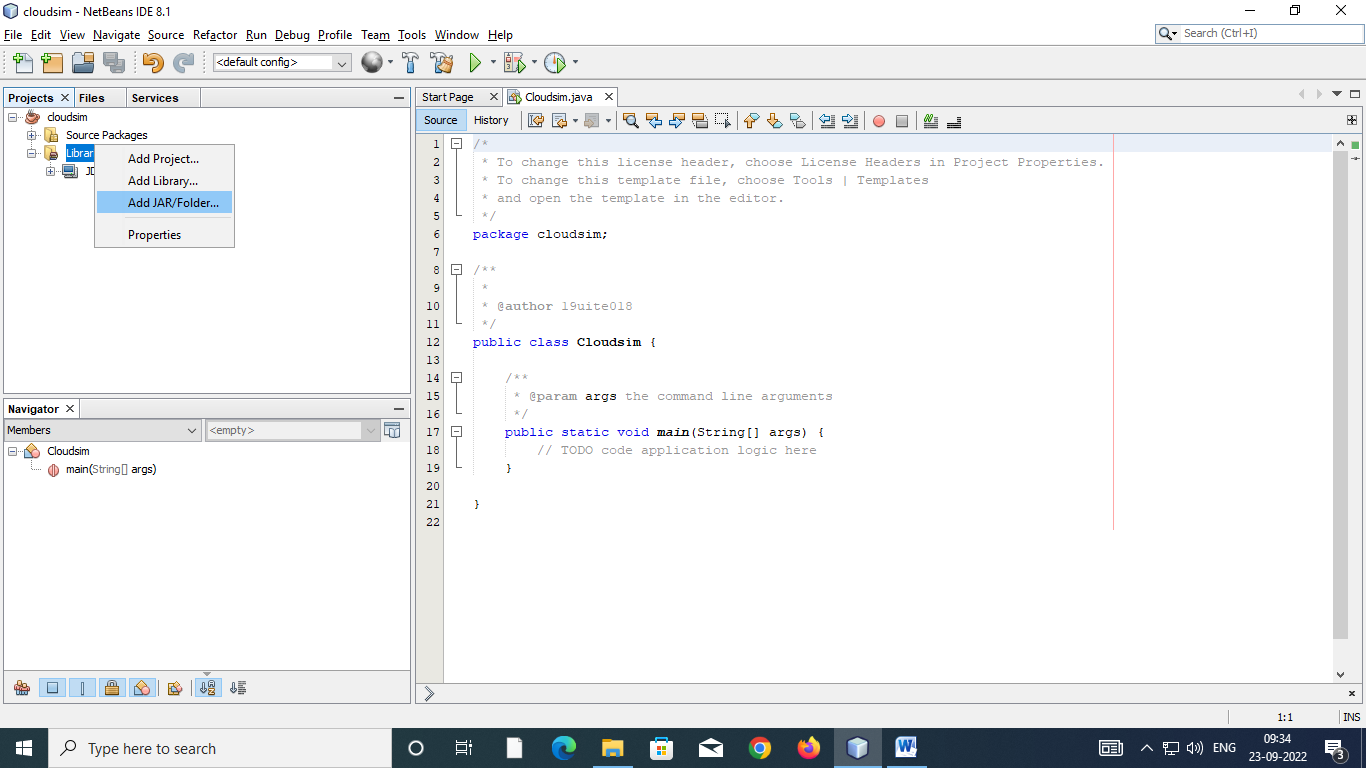 cloudsim - NetBeans IDE 8.1
File Edit View Navigate Source Refactor Run Debug Profile Team Tools Window Help
Search (Ctrl+I)
<default config>
Projects Files Services
cloudsim
Source Packages
Librar
JD
Add Project...
Add Library...
Add JAR/Folder...
Properties
Navigator
Members <empty>
Cloudsim
main(String[] args)
Start Page Cloudsim.java
Source History
1 /*
2 * To change this license header, choose License Headers in Project Properties.
3 * To change this template file, choose Tools | Templates
4 * and open the template in the editor.
5 */
6 package cloudsim;
7
8 /**
9 *
10 * @author 19uite018
11 */
12 public class Cloudsim {
13
14 /**
15 * @param args the command line arguments
16 */
17 public static void main(String[] args) {
18 // TODO code application logic here
19 }
20
21 }
22
1:1 INS
Type here to search
ENG
09:34
23-09-2022
3